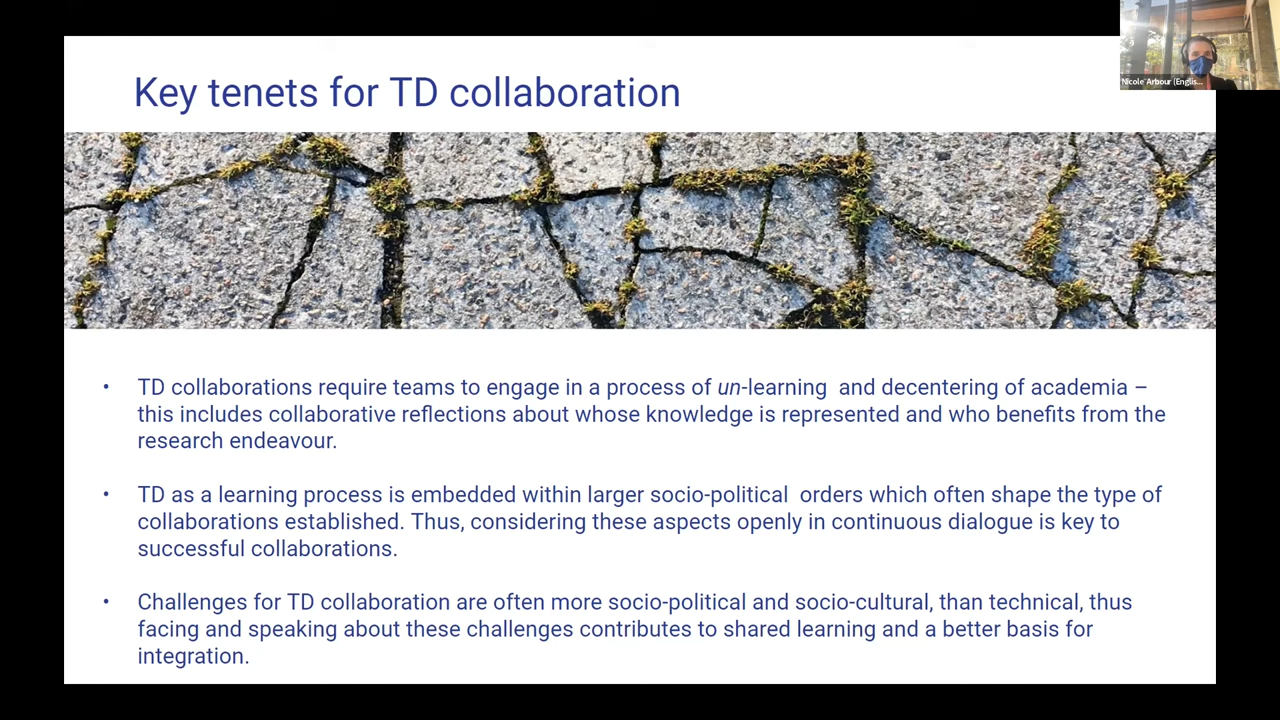 Key tenets for TD collaboration
Nicole Arbour (Englis...
• TD collaborations require teams to engage in a process of un-learning  and decentering of academia –
this includes collaborative reflections about whose knowledge is represented and who benefits from the
research endeavour.
• TD as a learning process is embedded within larger socio-political  orders which often shape the type of
collaborations established. Thus, considering these aspects openly in continuous dialogue is key to
successful collaborations.
• Challenges for TD collaboration are often more socio-political and socio-cultural, than technical, thus
facing and speaking about these challenges contributes to shared learning and a better basis for
integration.